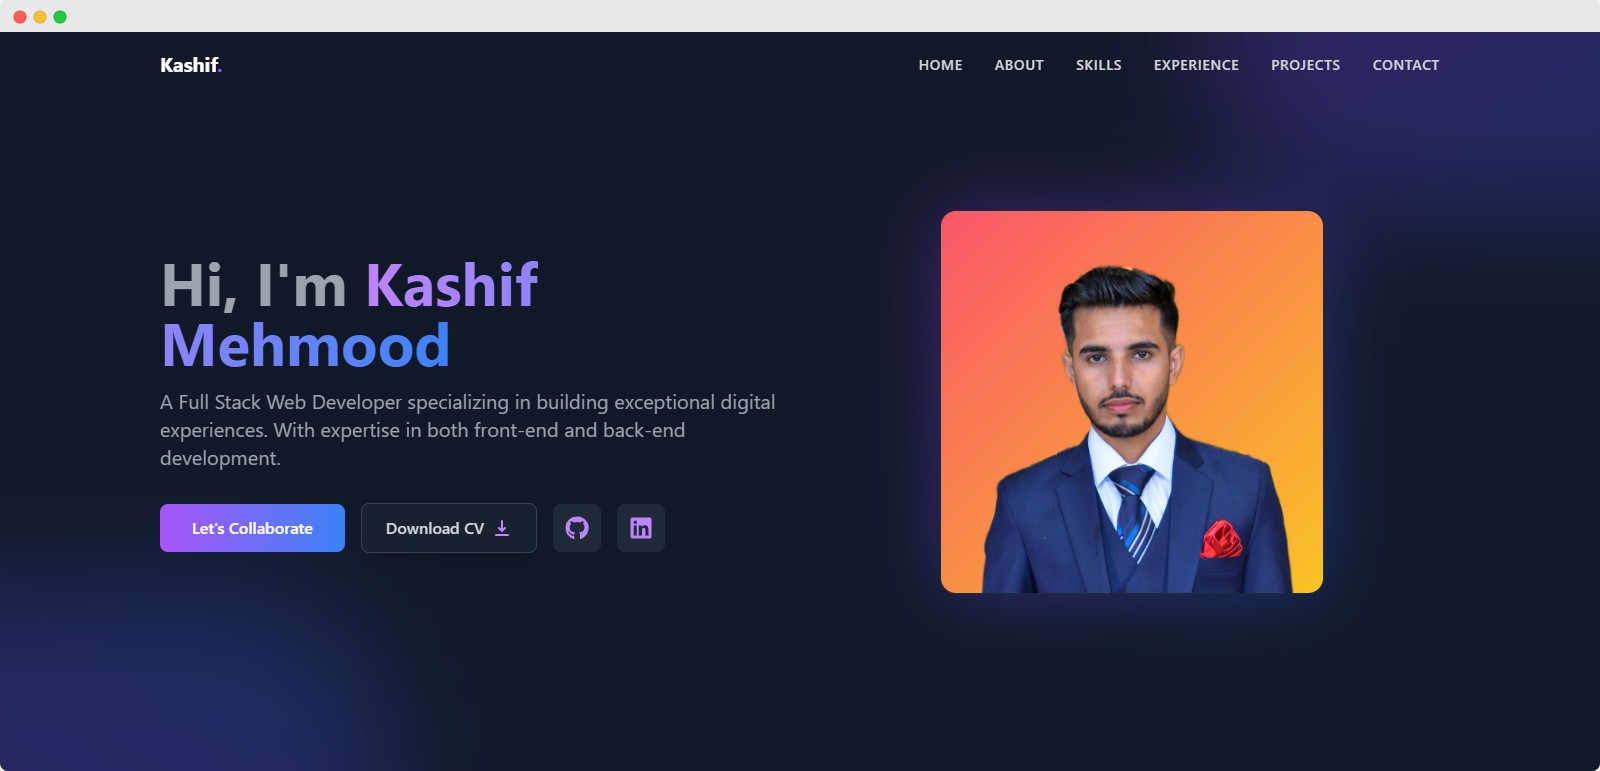 Kashif.
HOME ABOUT SKILLS EXPERIENCE PROJECTS CONTACT
Hi, I'm Kashif
Mehmood
A Full Stack Web Developer specializing in building exceptional digital
experiences. With expertise in both front-end and back-end
development.
Let's Collaborate
Download CV
in